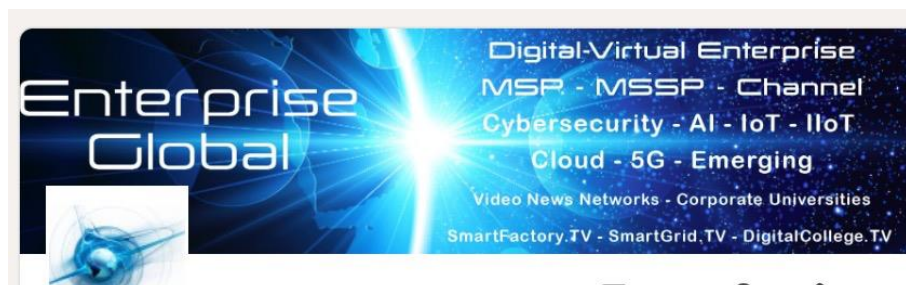 Enterprise
Global
Digital-Virtual Enterprise
MSP - MSSP - Channel
Cybersecurity - AI - IoT - IIoT
Cloud - 5G - Emerging
Video News Networks - Corporate Universities
SmartFactory.TV - SmartGrid.TV - DigitalCollege.TV